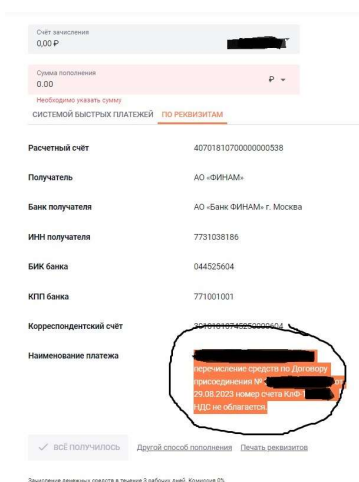 Счёт зачисления
0,00 ₽
Сумма пополнения
0.00 ₽
Необходимо указать сумму
СИСТЕМОЙ БЫСТРЫХ ПЛАТЕЖЕЙ ПО РЕКВИЗИТАМ
Расчетный счёт 40701810700000000538
Получатель АО «ФИНАМ»
Банк получателя АО «Банк ФИНАМ» г. Москва
ИНН получателя 7731038186
БИК банка 044525604
КПП банка 771001001
Корреспондентский счёт 30101810745250000604
Наименование платежа
перечисление средств по Договору
присоединения № от
29.08.2023 номер счета КлФ-
НДС не облагается.
ВСЁ ПОЛУЧИЛОСЬ Другой способ пополнения Печать реквизитов
Зачисление денежных средств в течение 3 рабочих дней. Комиссия 0%.